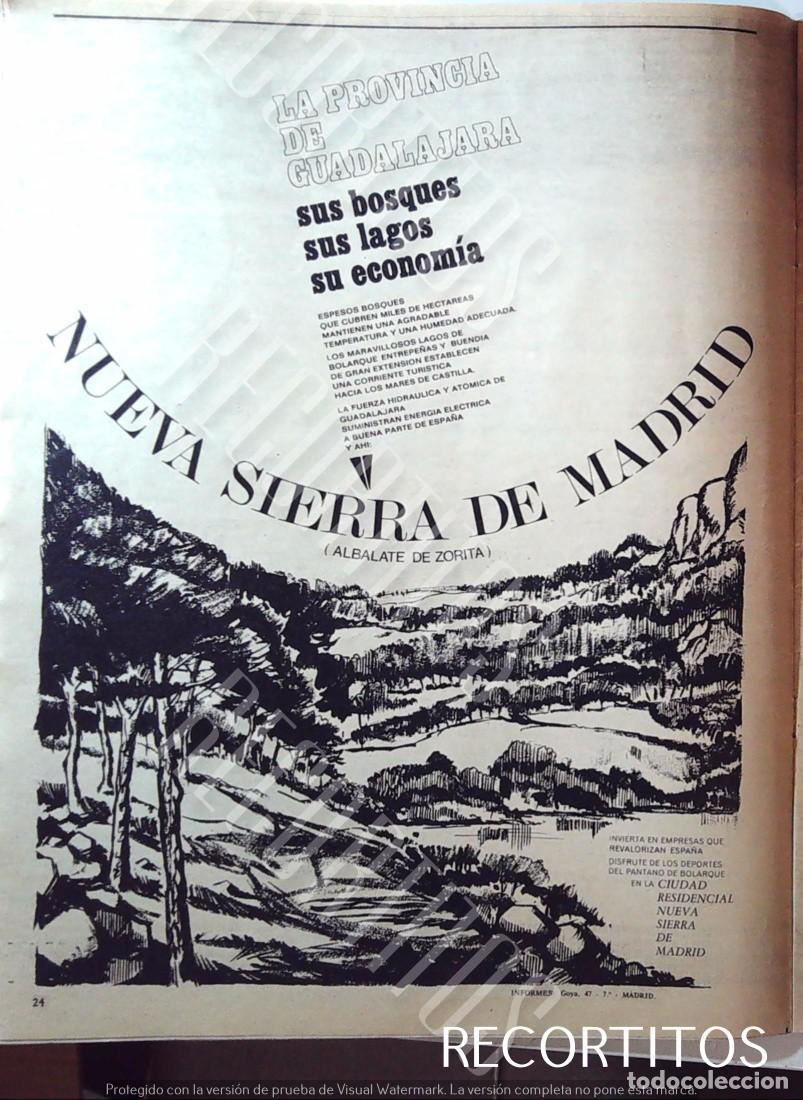 LA PROVINCIA
DE
GUADALAJARA
sus bosques
sus lagos
su economía
ESPESOS BOSQUES
QUE CUBREN MILES DE HECTAREAS
MANTIENEN UNA AGRADABLE
TEMPERATURA Y UNA HUMEDAD ADECUADA.
LOS MARAVILLOSOS LAGOS DE
BOLARQUE ENTREPEÑAS Y BUENDIA
DE GRAN EXTENSION ESTABLECEN
UNA CORRIENTE TURISTICA
HACIA LOS MARES DE CASTILLA.
LA FUERZA HIDRAULICA Y ATOMICA DE
GUADALAJARA
SUMINISTRAN ENERGIA ELECTRICA
A BUENA PARTE DE ESPAÑA
Y AHI:
NUEVA SIERRA DE MADRID
(ALBALATE DE ZORITA)
INVIERTA EN EMPRESAS QUE
REVALORIZAN ESPAÑA
DISFRUTE DE LOS DEPORTES
DEL PANTANO DE BOLARQUE
EN LA CIUDAD
RESIDENCIAL
NUEVA
SIERRA
DE
MADRID
INFORMES: Goya, 47 - 7.º - MADRID.
24
RECORTITOS
todocoleccion
Protegido con la versión de prueba de Visual Watermark. La versión completa no pone esta marca.